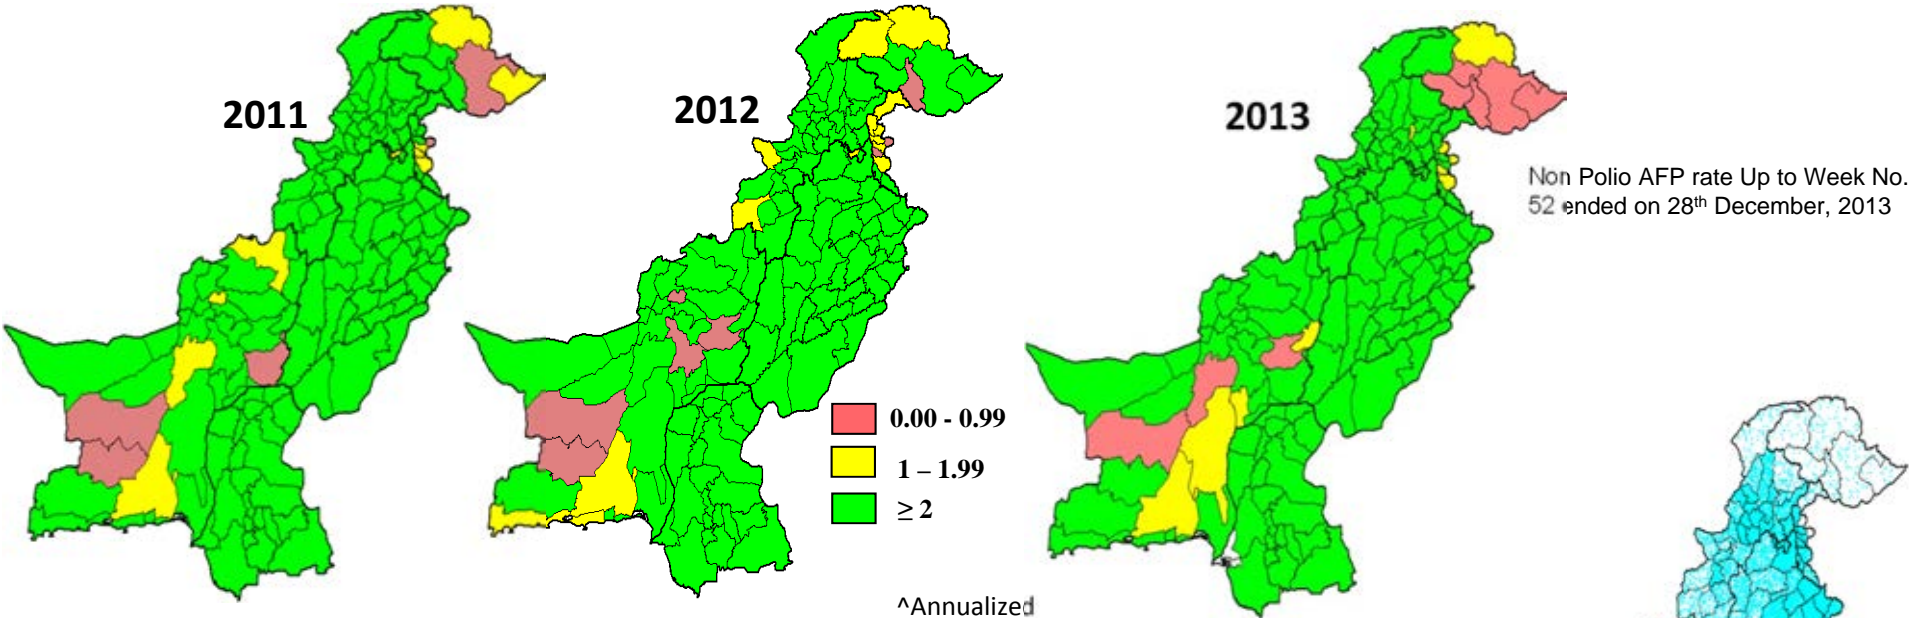 2011
2012
2013
Non Polio AFP rate Up to Week No.
52 ended on 28th December, 2013
0.00 - 0.99
1 – 1.99
≥ 2
^Annualized